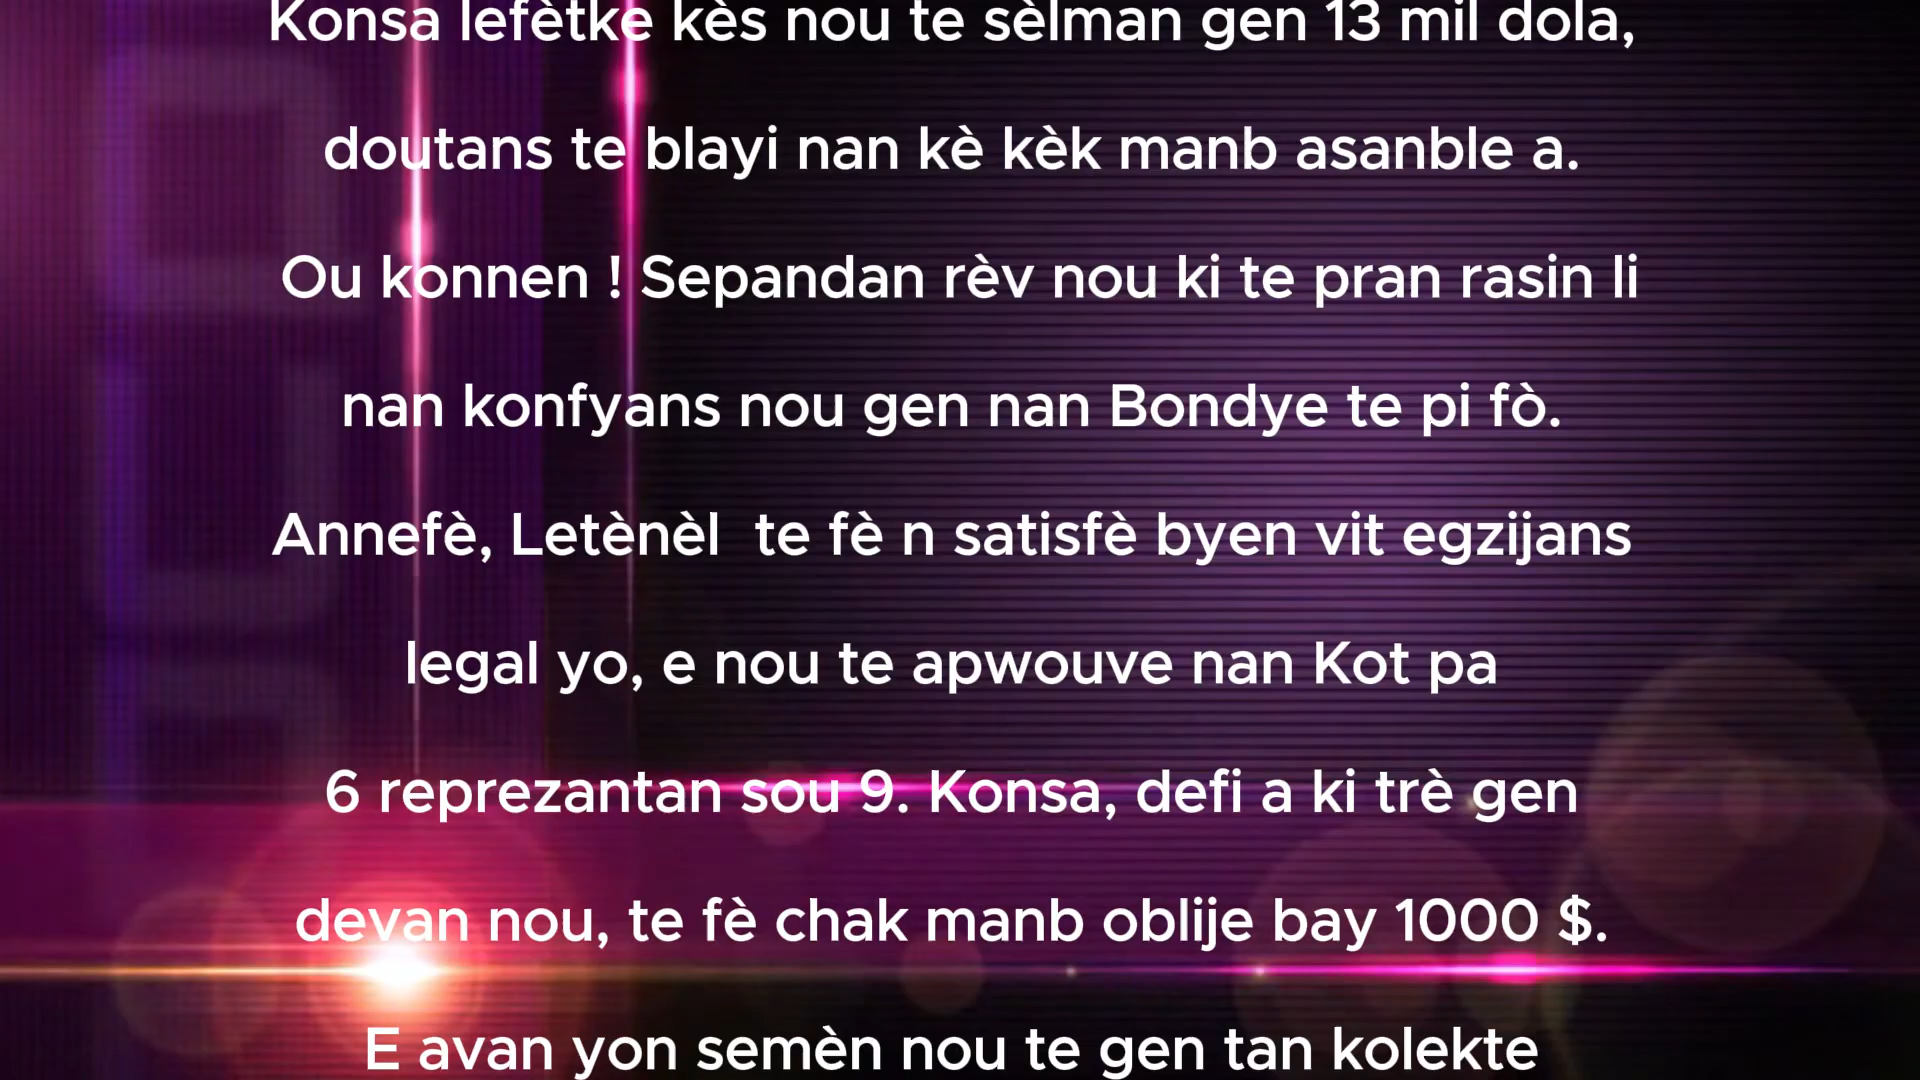 Konsa lefètke kès nou te sèlman gen 13 mil dola,
doutans te blayi nan kè kèk manb asanble a.
Ou konnen ! Sepandan rèv nou ki te pran rasin li
nan konfyans nou gen nan Bondye te pi fò.
Annefè, Letènèl  te fè n satisfè byen vit egzijans
legal yo, e nou te apwouve nan Kot pa
6 reprezantan sou 9. Konsa, defi a ki trè gen
devan nou, te fè chak manb oblije bay 1000 $.
E avan yon semèn nou te gen tan kolekte